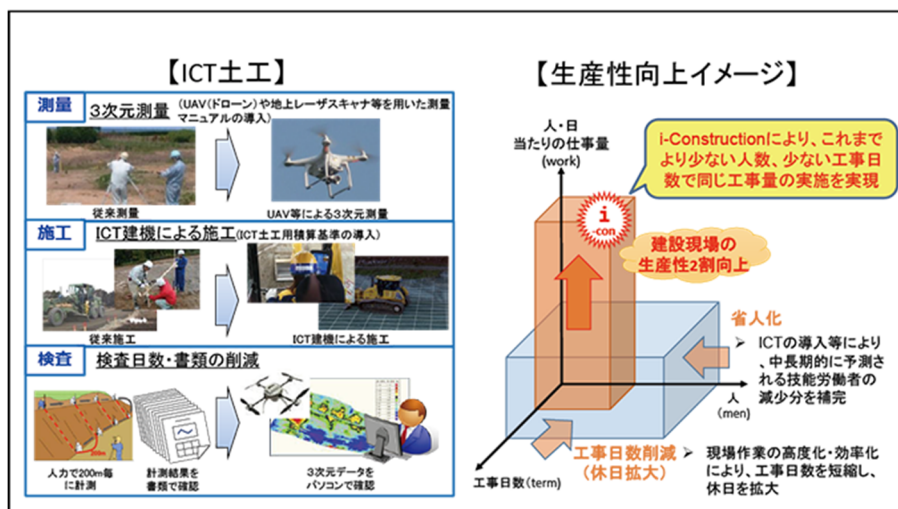 【ICT土工】
測量
3次元測量
(UAV(ドローン)や地上レーザスキャナ等を用いた測量
マニュアルの導入)
従来測量
UAV等による3次元測量
施工
ICT建機による施工(ICT土工用積算基準の導入)
従来施工
ICT建機による施工
検査
検査日数・書類の削減
200m
人力で200m毎
に計測
計測結果を
書類で確認
3次元データを
パソコンで確認
【生産性向上イメージ】
人・日
当たりの仕事量
(work)
i-Constructionにより、これまで
より少ない人数、少ない工事日
数で同じ工事量の実施を実現
i
-con
建設現場の
生産性2割向上
省人化
➢ ICTの導入等により、
中長期的に予測さ
れる技能労働者の
減少分を補完
人
(men)
工事日数削減
(休日拡大)
➢ 現場作業の高度化・効率化
により、工事日数を短縮し、
休日を拡大
工事日数(term)